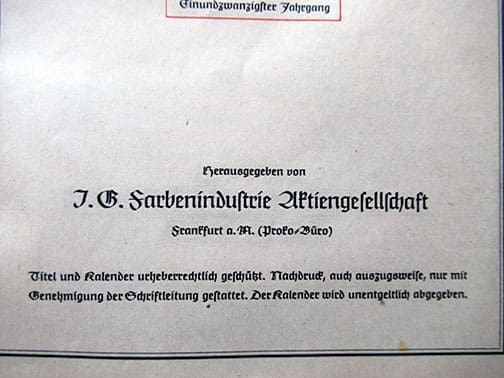 Einundzwanzigster Jahrgang
Herausgegeben von
I. G. Farbenindustrie Aktiengesellschaft
Frankfurt a. M. (Proko-Büro)
Titel und Kalender urheberrechtlich geschützt. Nachdruck, auch auszugsweise, nur mit
Genehmigung der Schriftleitung gestattet. Der Kalender wird unentgeltlich abgegeben.